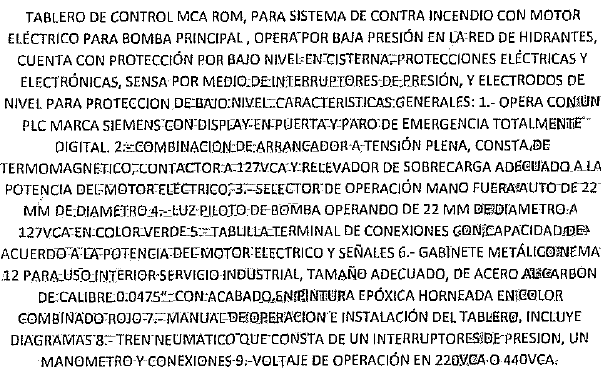 TABLERO DE CONTROL MCA ROM, PARA SISTEMA DE CONTRA INCENDIO CON MOTOR
ELÉCTRICO PARA BOMBA PRINCIPAL , OPERA POR BAJA PRESIÓN EN LA RED DE HIDRANTES,
CUENTA CON PROTECCIÓN POR BAJO NIVEL EN CISTERNA, PROTECCIONES ELÉCTRICAS Y
ELECTRÓNICAS, SENSA POR MEDIO DE INTERRUPTORES DE PRESIÓN, Y ELECTRODOS DE
NIVEL PARA PROTECCION DE BAJO NIVEL. CARACTERISTICAS GENERALES: 1.- OPERA CON UN
PLC MARCA SIEMENS CON DISPLAY EN PUERTA Y PARO DE EMERGENCIA TOTALMENTE
DIGITAL. 2.- COMBINACION DE ARRANCADOR A TENSIÓN PLENA, CONSTA DE
TERMOMAGNETICO, CONTACTOR A 127VCA Y RELEVADOR DE SOBRECARGA ADECUADO A LA
POTENCIA DEL MOTOR ELECTRICO, 3.- SELECTOR DE OPERACIÓN MANO FUERA AUTO DE 22
MM DE DIAMETRO 4.- LUZ PILOTO DE BOMBA OPERANDO DE 22 MM DE DIAMETRO A
127VCA EN COLOR VERDE 5.- TABLILLA TERMINAL DE CONEXIONES CON CAPACIDAD DE
ACUERDO A LA POTENCIA DEL MOTOR ELECTRICO Y SEÑALES 6.- GABINETE METÁLICO NEMA
12 PARA USO INTERIOR SERVICIO INDUSTRIAL, TAMAÑO ADECUADO, DE ACERO AL CARBON
DE CALIBRE 0.0475" CON ACABADO EN PINTURA EPÓXICA HORNEADA EN COLOR
COMBINADO ROJO 7.- MANUAL DE OPERACIÓN E INSTALACIÓN DEL TABLERO, INCLUYE
DIAGRAMAS 8.- TREN NEUMATICO QUE CONSTA DE UN INTERRUPTORES DE PRESION, UN
MANOMETRO Y CONEXIONES 9.- VOLTAJE DE OPERACIÓN EN 220VCA O 440VCA.